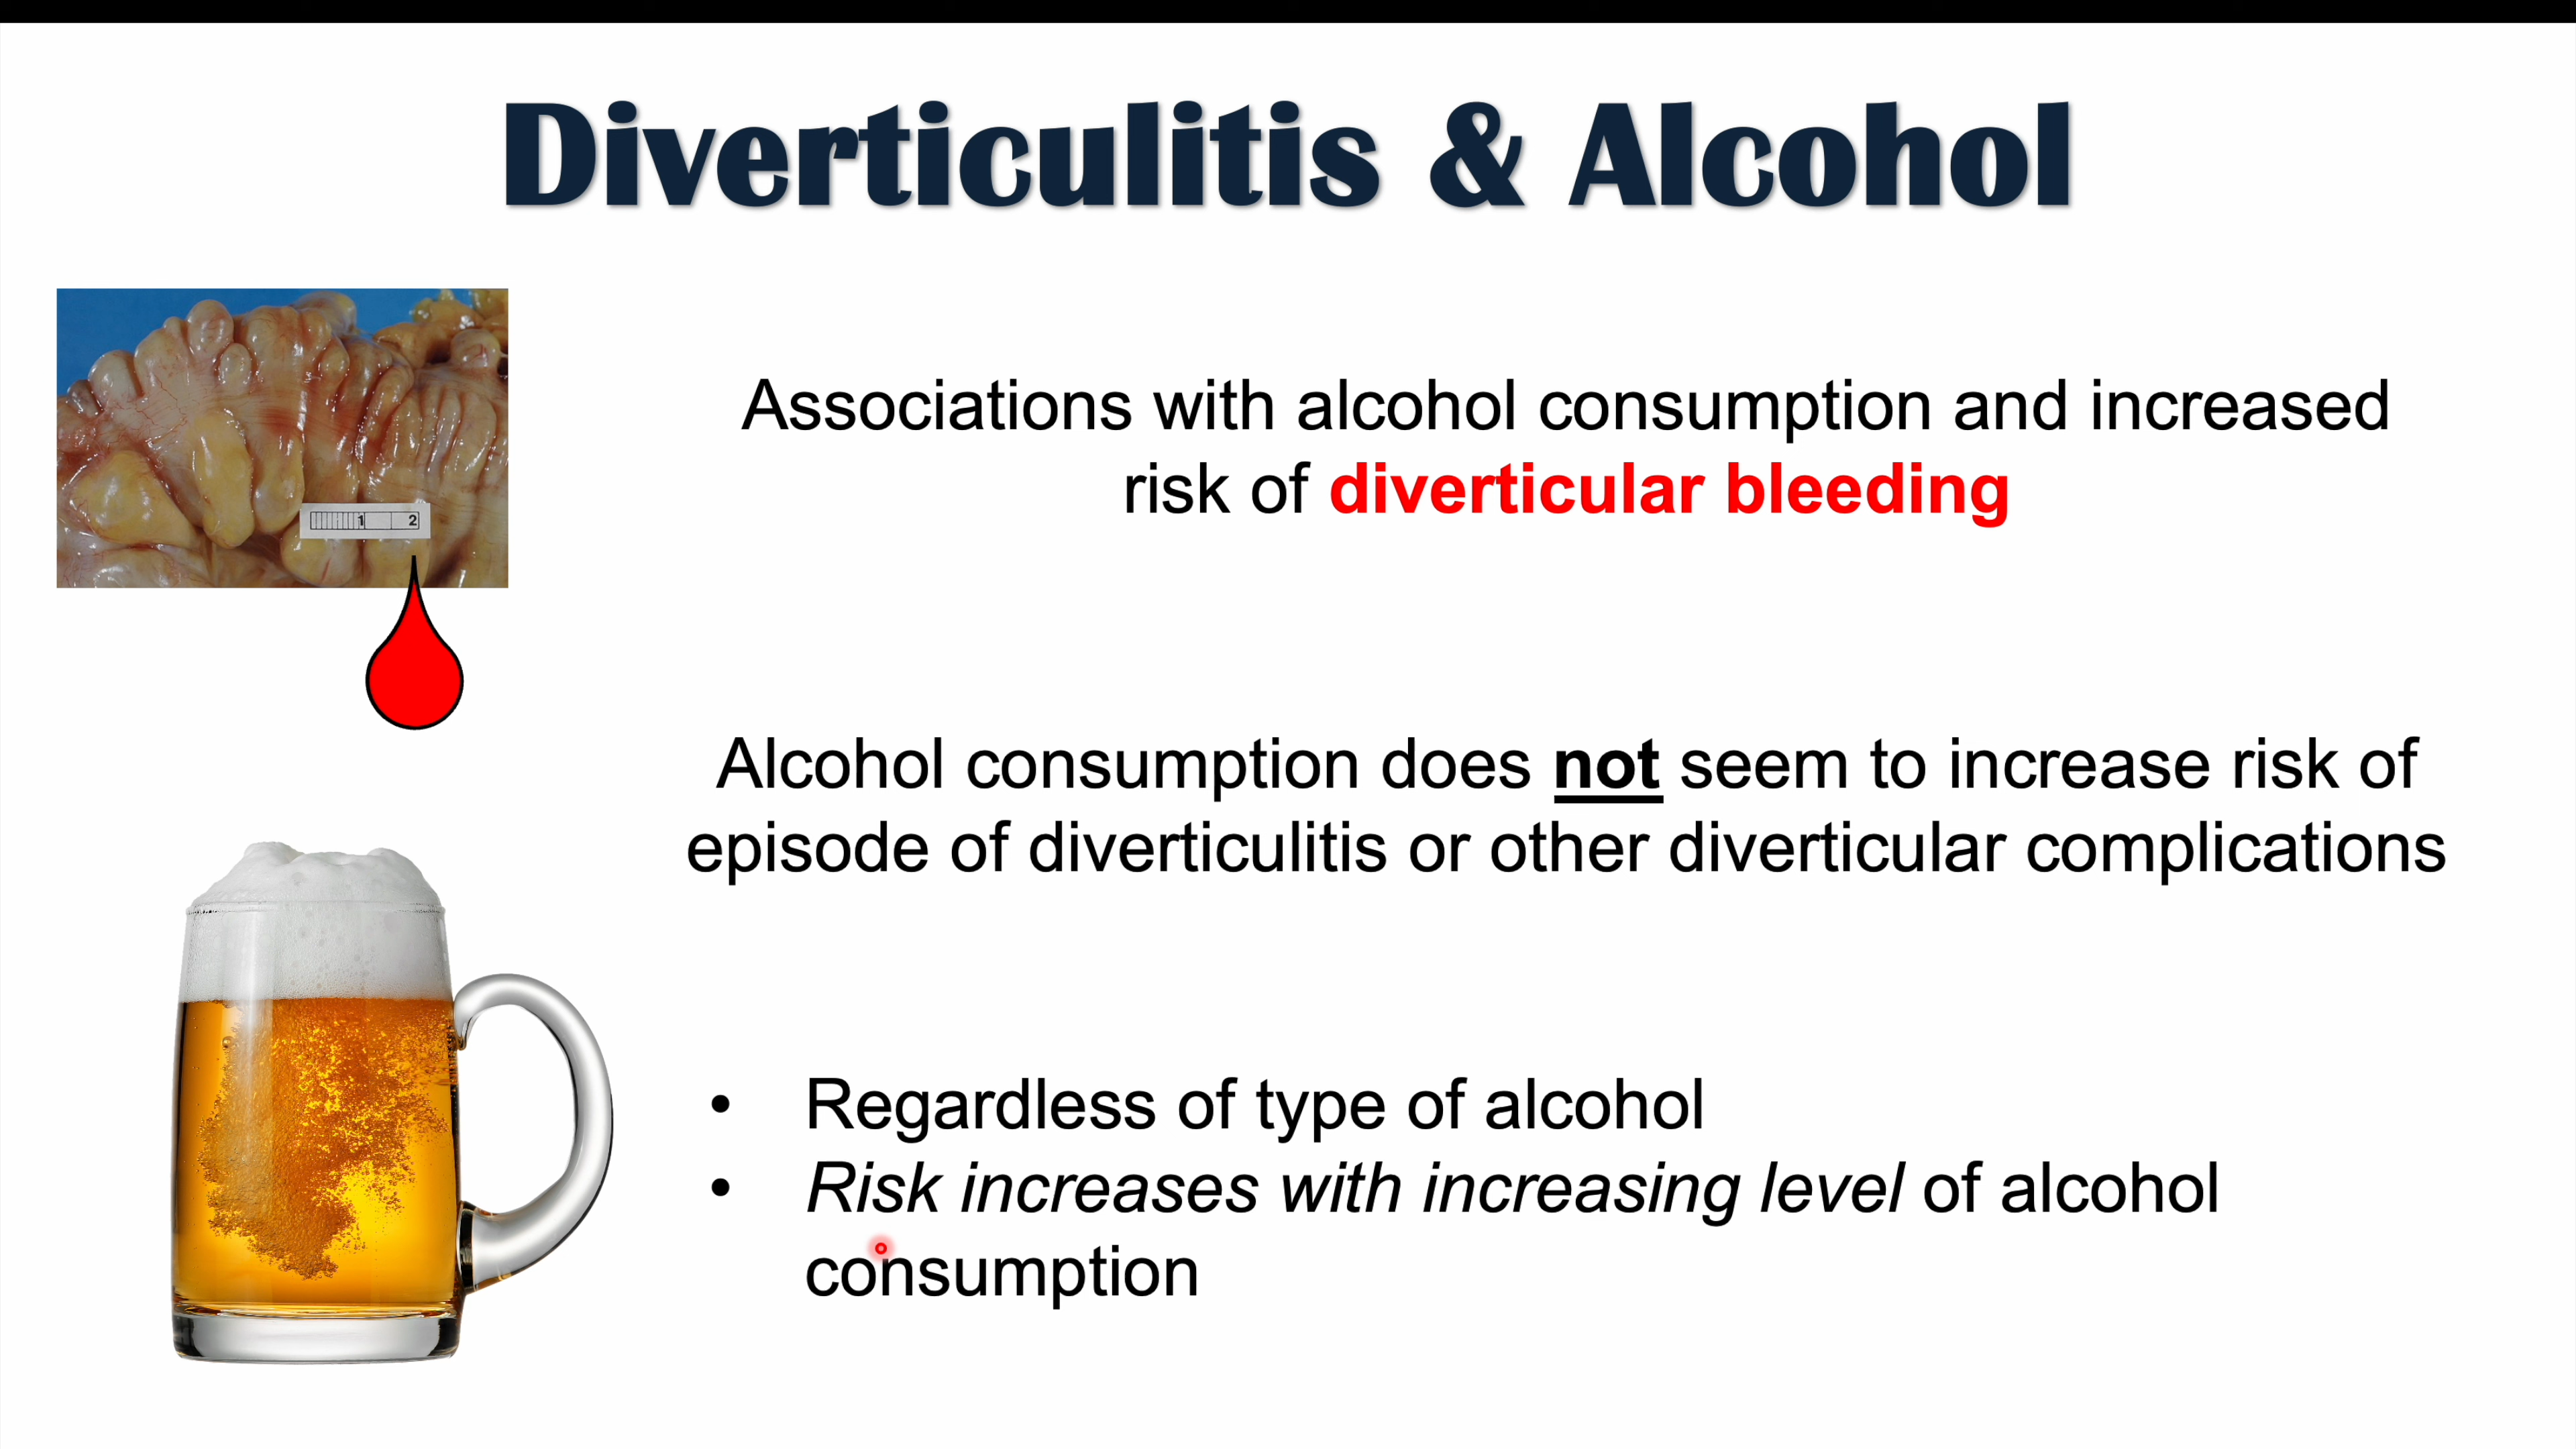 Diverticulitis & Alcohol
Associations with alcohol consumption and increased
risk of diverticular bleeding
1 2
Alcohol consumption does not seem to increase risk of
episode of diverticulitis or other diverticular complications
• Regardless of type of alcohol
• Risk increases with increasing level of alcohol
consumption